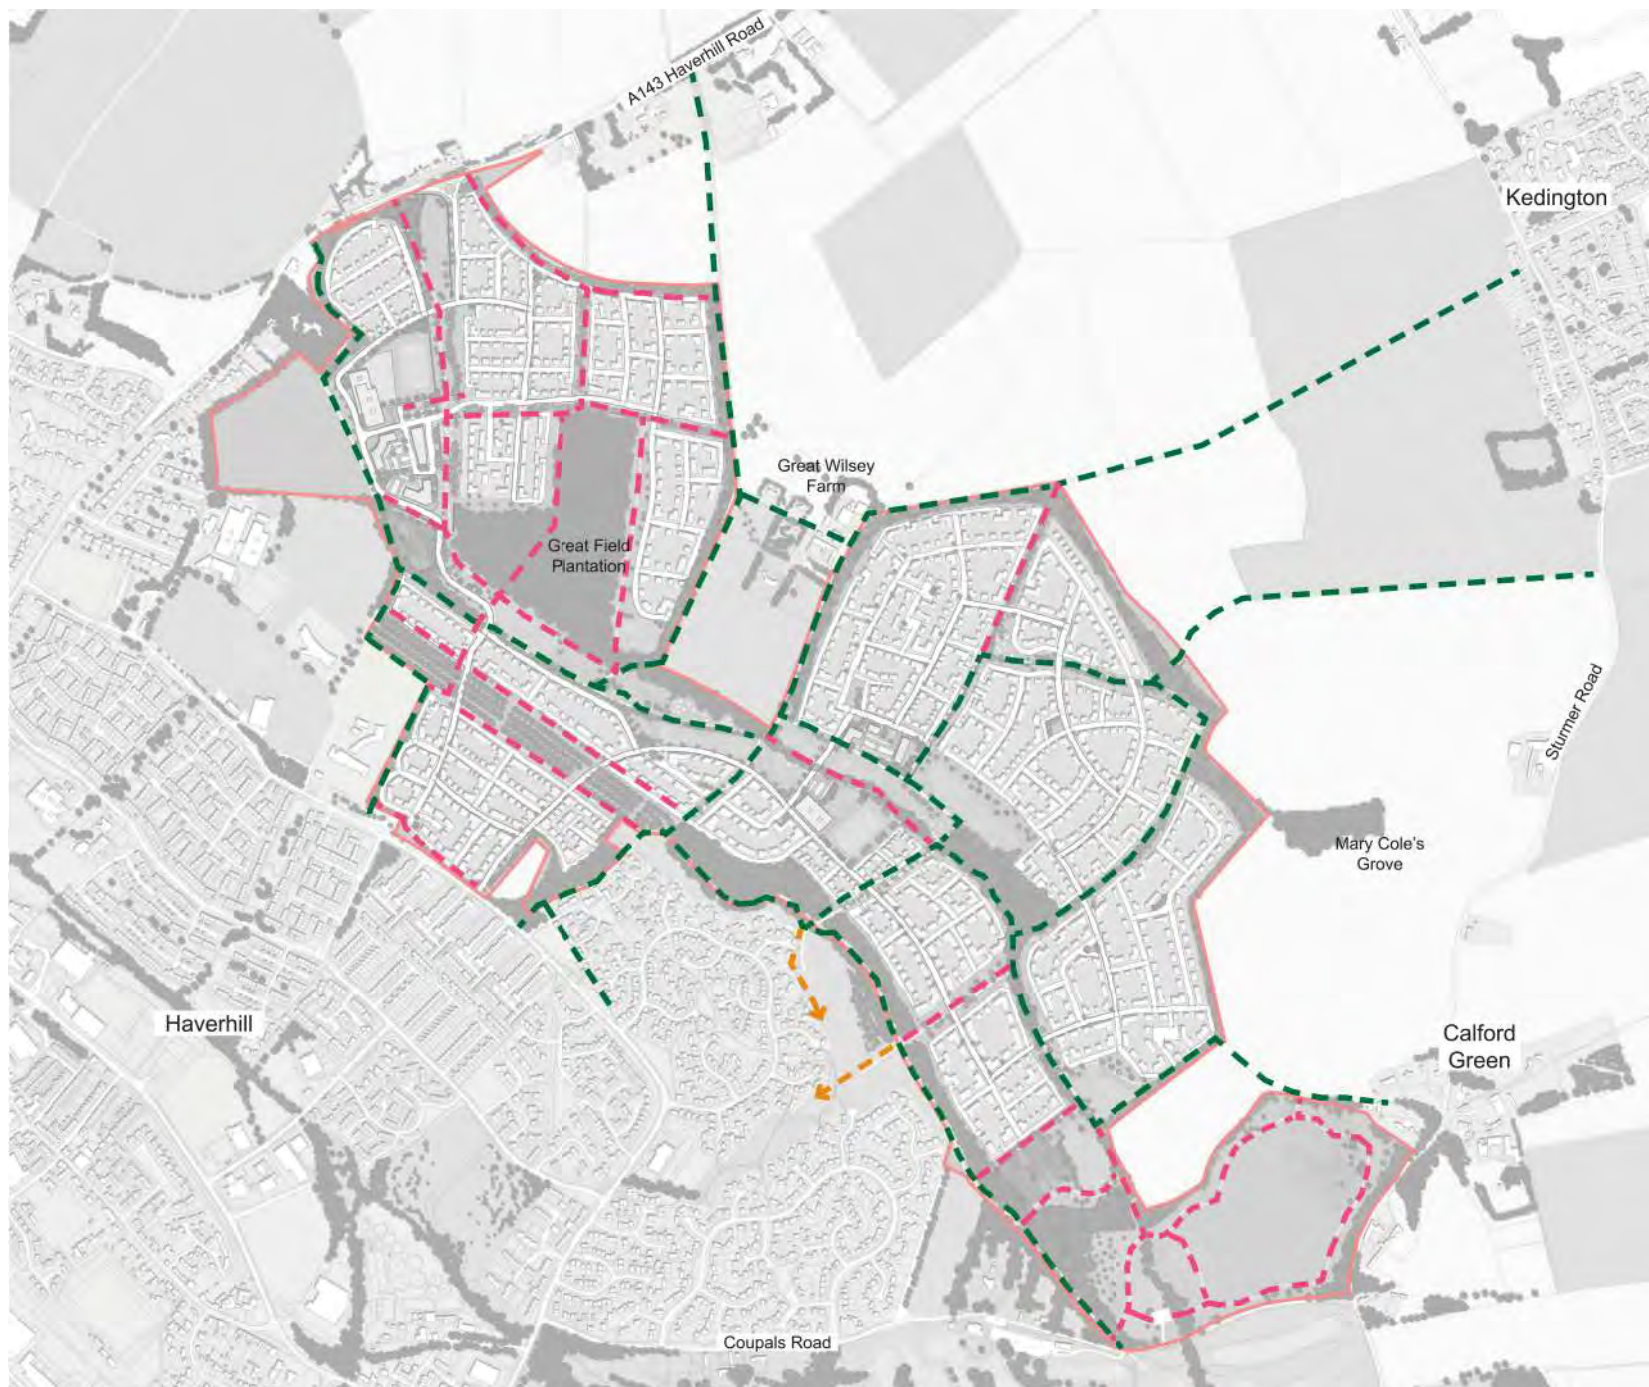 A143 Haverhill Road
Kedington
Great Wilsey
Farm
Great Field
Plantation
Sturmer Road
Mary Cole's
Grove
Haverhill
Calford
Green
Coupals Road